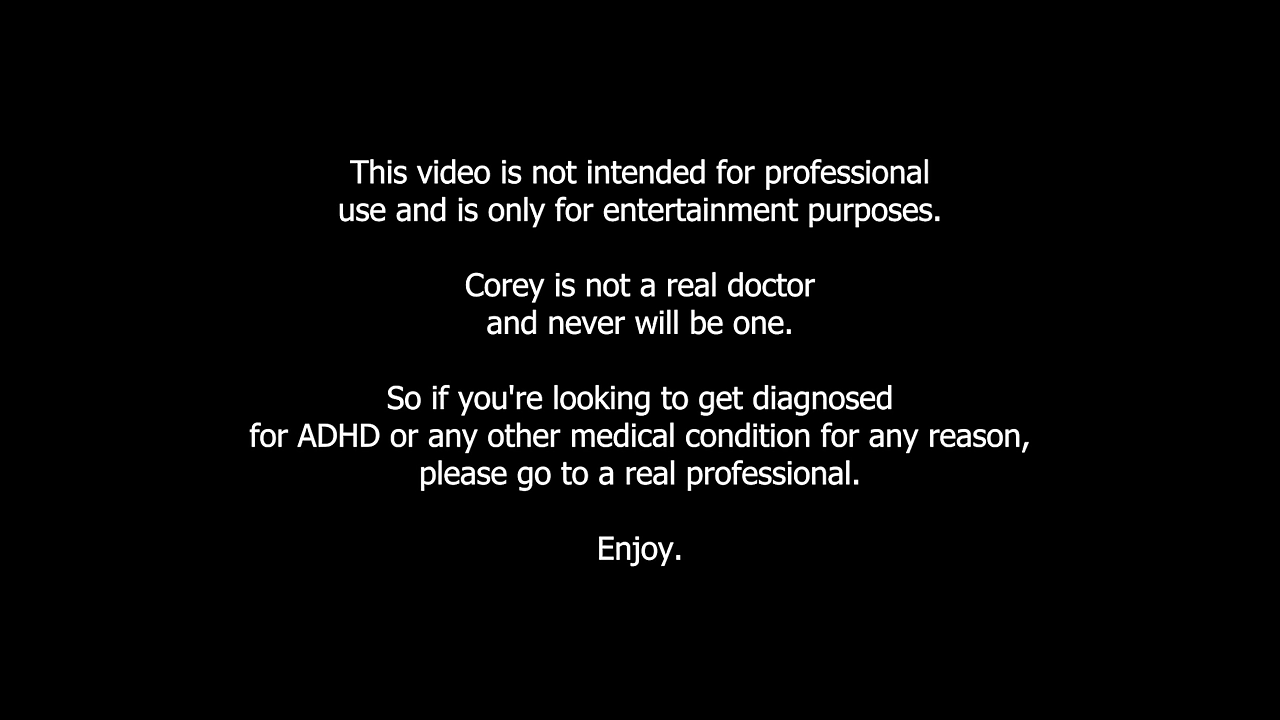 This video is not intended for professional
use and is only for entertainment purposes.
Corey is not a real doctor
and never will be one.
So if you're looking to get diagnosed
for ADHD or any other medical condition for any reason,
please go to a real professional.
Enjoy.